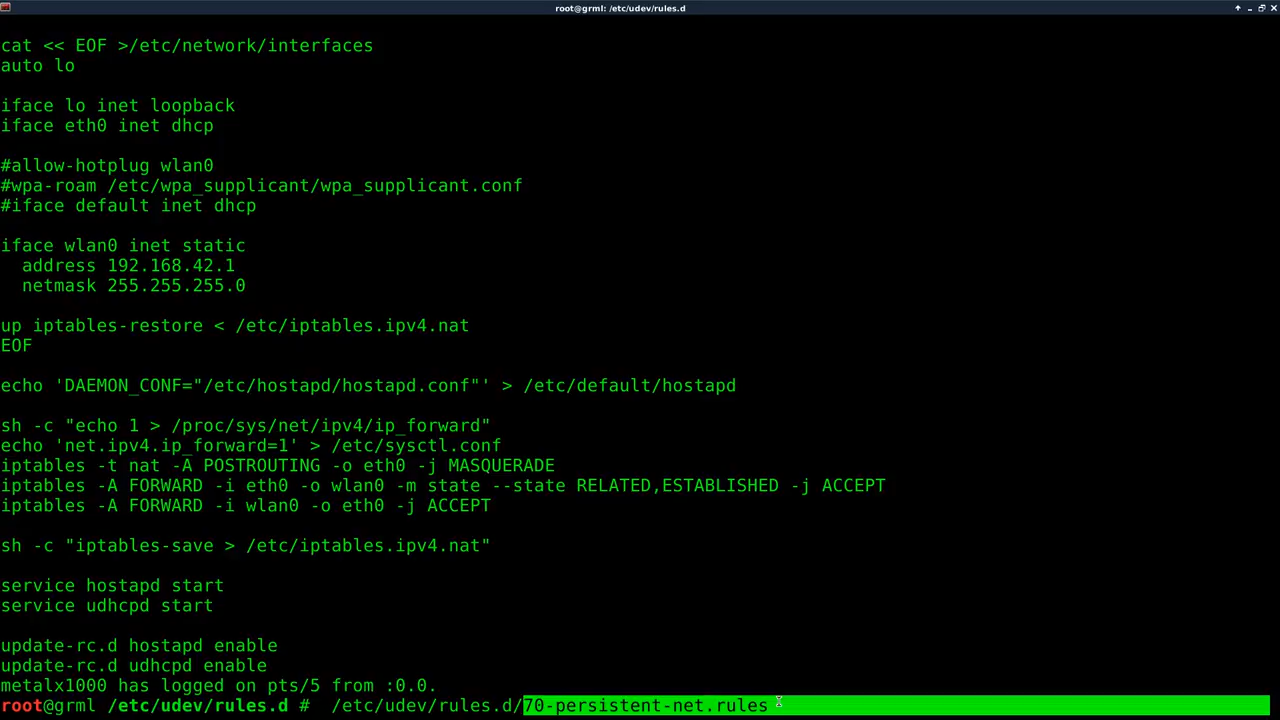 root@grml: /etc/udev/rules.d
cat << EOF >/etc/network/interfaces
auto lo
iface lo inet loopback
iface eth0 inet dhcp
#allow-hotplug wlan0
#wpa-roam /etc/wpa_supplicant/wpa_supplicant.conf
#iface default inet dhcp
iface wlan0 inet static
  address 192.168.42.1
  netmask 255.255.255.0
up iptables-restore < /etc/iptables.ipv4.nat
EOF
echo 'DAEMON_CONF="/etc/hostapd/hostapd.conf"' > /etc/default/hostapd
sh -c "echo 1 > /proc/sys/net/ipv4/ip_forward"
echo 'net.ipv4.ip_forward=1' > /etc/sysctl.conf
iptables -t nat -A POSTROUTING -o eth0 -j MASQUERADE
iptables -A FORWARD -i eth0 -o wlan0 -m state --state RELATED,ESTABLISHED -j ACCEPT
iptables -A FORWARD -i wlan0 -o eth0 -j ACCEPT
sh -c "iptables-save > /etc/iptables.ipv4.nat"
service hostapd start
service udhcpd start
update-rc.d hostapd enable
update-rc.d udhcpd enable
metalx1000 has logged on pts/5 from :0.0.
root@grml /etc/udev/rules.d #  /etc/udev/rules.d/70-persistent-net.rules